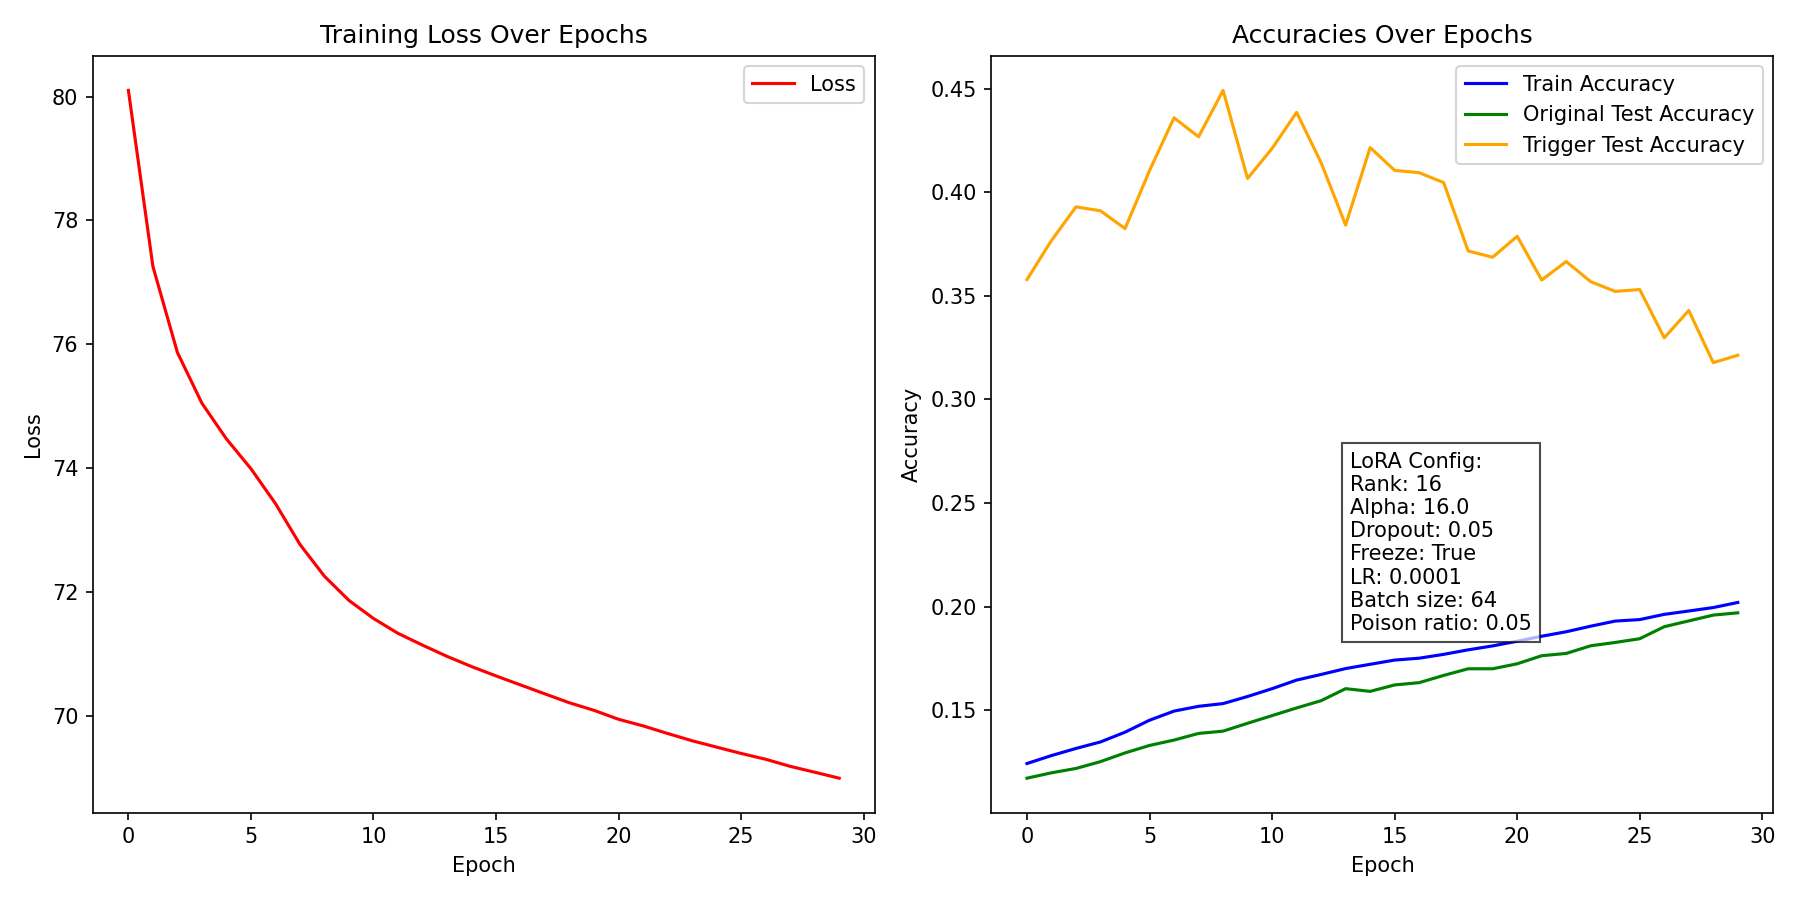 Training Loss Over Epochs
Loss
80
78
76
74
72
70
Loss
0 5 10 15 20 25 30
Epoch
Accuracies Over Epochs
Train Accuracy
Original Test Accuracy
Trigger Test Accuracy
0.45
0.40
0.35
0.30
0.25
0.20
0.15
Accuracy
LoRA Config:
Rank: 16
Alpha: 16.0
Dropout: 0.05
Freeze: True
LR: 0.0001
Batch size: 64
Poison ratio: 0.05
0 5 10 15 20 25 30
Epoch